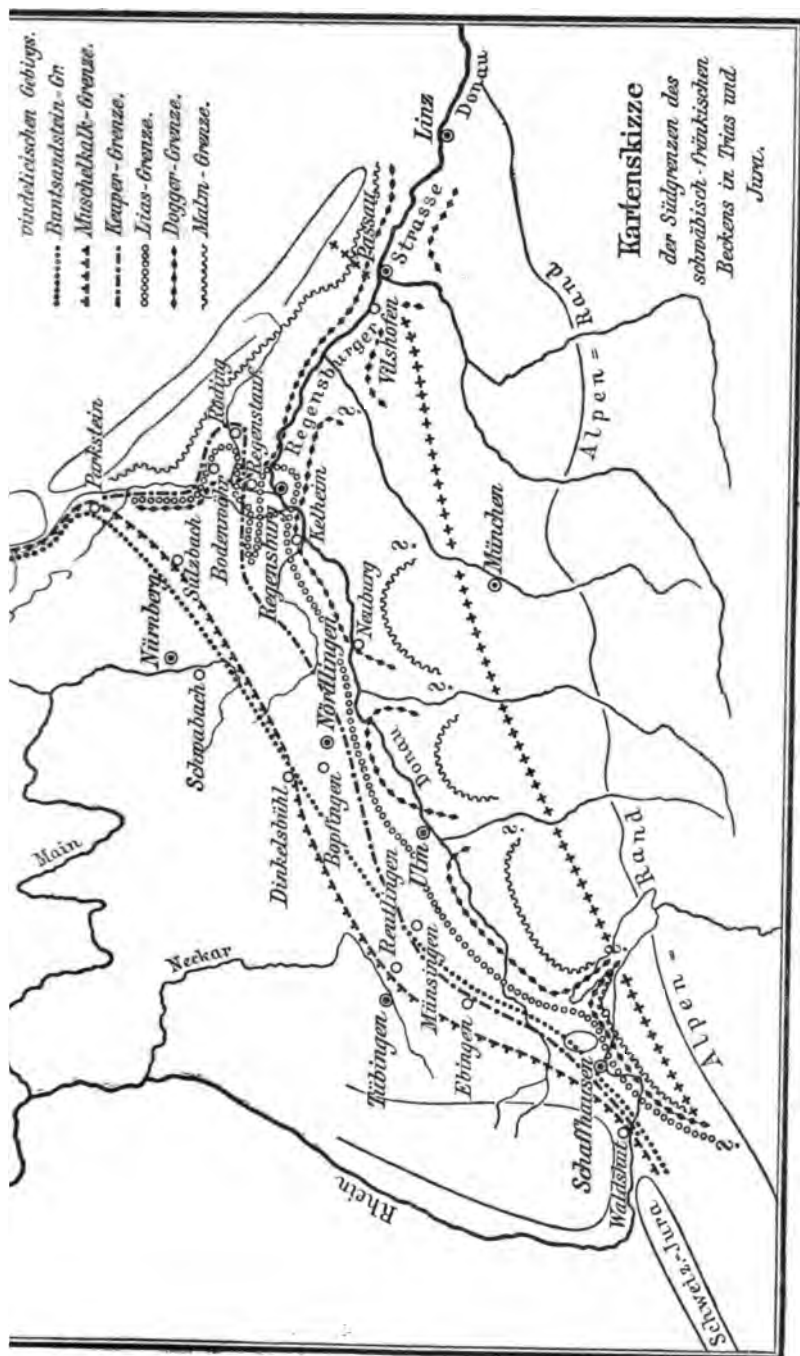 vindelicischen Gebirgs.
Buntsandstein-Gr
Muschelkalk-Grenze.
Keuper-Grenze.
Lias-Grenze.
Dogger-Grenze.
Malm-Grenze.
Kartenskizze
der Südgrenzen des
schwäbisch-fränkischen
Beckens in Trias und
Jura.
Main
Neckar
Rhein
Nürnberg
Schwabach
Parkstein
Sulzbach
Bodenwöhr
Roding
Regenstauf
Regensburg
Kelheim
Regensburger Strasse
Passau
Vilshofen
Linz
Donau
Dinkelsbühl
Nördlingen
Bopfingen
Neuburg
?
?
?
?
München
Donau
Ulm
Reutlingen
Tübingen
Münsingen
Ebingen
Schaffhausen
Waldshut
?
Schweiz.-Jura
Alpen=Rand
Alpen=Rand